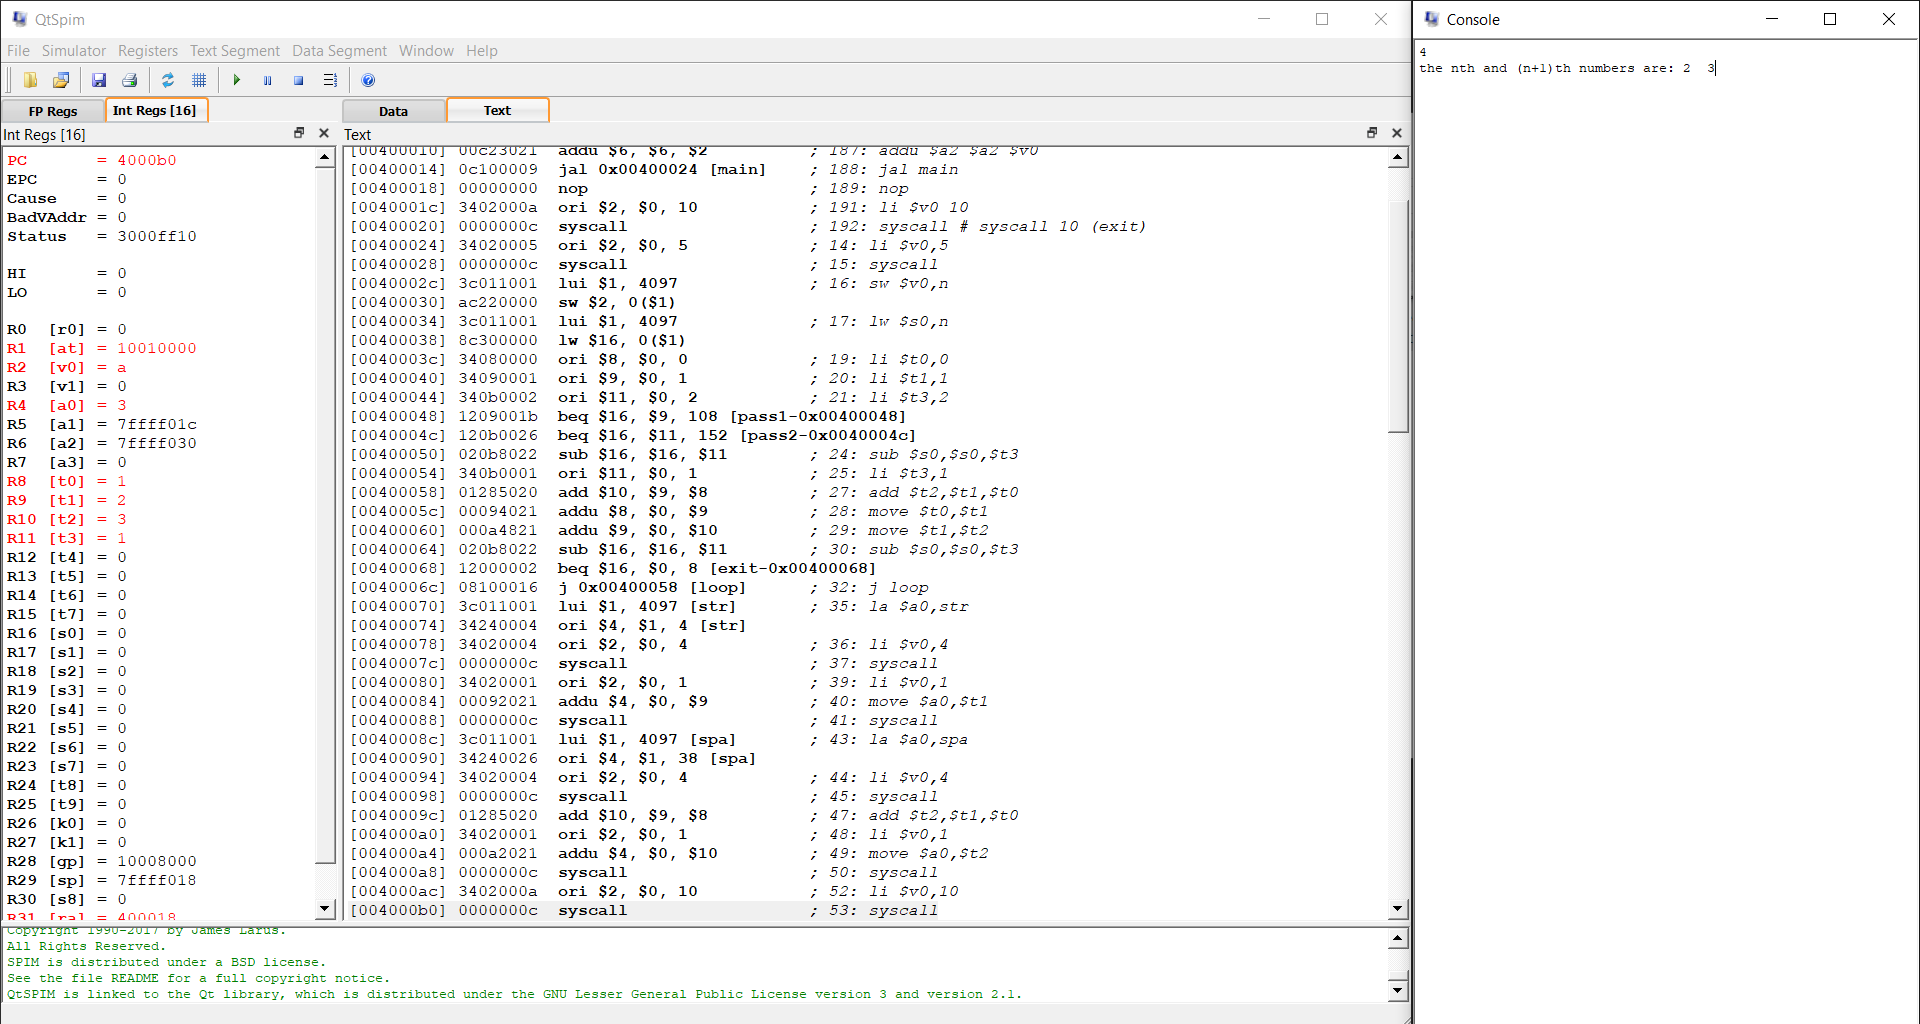 QtSpim
File Simulator Registers Text Segment Data Segment Window Help
FP Regs Int Regs [16]
Int Regs [16]
PC = 4000b0
EPC = 0
Cause = 0
BadVAddr = 0
Status = 3000ff10
HI = 0
LO = 0
R0 [r0] = 0
R1 [at] = 10010000
R2 [v0] = a
R3 [v1] = 0
R4 [a0] = 3
R5 [a1] = 7ffff01c
R6 [a2] = 7ffff030
R7 [a3] = 0
R8 [t0] = 1
R9 [t1] = 2
R10 [t2] = 3
R11 [t3] = 1
R12 [t4] = 0
R13 [t5] = 0
R14 [t6] = 0
R15 [t7] = 0
R16 [s0] = 0
R17 [s1] = 0
R18 [s2] = 0
R19 [s3] = 0
R20 [s4] = 0
R21 [s5] = 0
R22 [s6] = 0
R23 [s7] = 0
R24 [t8] = 0
R25 [t9] = 0
R26 [k0] = 0
R27 [k1] = 0
R28 [gp] = 10008000
R29 [sp] = 7ffff018
R30 [s8] = 0
R31 [ra] = 400018
Data Text
Text
[00400010] 00c23021 addu $6, $6, $2 ; 187: addu $a2 $a2 $v0
[00400014] 0c100009 jal 0x00400024 [main] ; 188: jal main
[00400018] 00000000 nop ; 189: nop
[0040001c] 3402000a ori $2, $0, 10 ; 191: li $v0 10
[00400020] 0000000c syscall ; 192: syscall # syscall 10 (exit)
[00400024] 34020005 ori $2, $0, 5 ; 14: li $v0,5
[00400028] 0000000c syscall ; 15: syscall
[0040002c] 3c011001 lui $1, 4097 ; 16: sw $v0,n
[00400030] ac220000 sw $2, 0($1)
[00400034] 3c011001 lui $1, 4097 ; 17: lw $s0,n
[00400038] 8c300000 lw $16, 0($1)
[0040003c] 34080000 ori $8, $0, 0 ; 19: li $t0,0
[00400040] 34090001 ori $9, $0, 1 ; 20: li $t1,1
[00400044] 340b0002 ori $11, $0, 2 ; 21: li $t3,2
[00400048] 1209001b beq $16, $9, 108 [pass1-0x00400048]
[0040004c] 120b0026 beq $16, $11, 152 [pass2-0x0040004c]
[00400050] 020b8022 sub $16, $16, $11 ; 24: sub $s0,$s0,$t3
[00400054] 340b0001 ori $11, $0, 1 ; 25: li $t3,1
[00400058] 01285020 add $10, $9, $8 ; 27: add $t2,$t1,$t0
[0040005c] 00094021 addu $8, $0, $9 ; 28: move $t0,$t1
[00400060] 000a4821 addu $9, $0, $10 ; 29: move $t1,$t2
[00400064] 020b8022 sub $16, $16, $11 ; 30: sub $s0,$s0,$t3
[00400068] 12000002 beq $16, $0, 8 [exit-0x00400068]
[0040006c] 08100016 j 0x00400058 [loop] ; 32: j loop
[00400070] 3c011001 lui $1, 4097 [str] ; 35: la $a0,str
[00400074] 34240004 ori $4, $1, 4 [str]
[00400078] 34020004 ori $2, $0, 4 ; 36: li $v0,4
[0040007c] 0000000c syscall ; 37: syscall
[00400080] 34020001 ori $2, $0, 1 ; 39: li $v0,1
[00400084] 00092021 addu $4, $0, $9 ; 40: move $a0,$t1
[00400088] 0000000c syscall ; 41: syscall
[0040008c] 3c011001 lui $1, 4097 [spa] ; 43: la $a0,spa
[00400090] 34240026 ori $4, $1, 38 [spa]
[00400094] 34020004 ori $2, $0, 4 ; 44: li $v0,4
[00400098] 0000000c syscall ; 45: syscall
[0040009c] 01285020 add $10, $9, $8 ; 47: add $t2,$t1,$t0
[004000a0] 34020001 ori $2, $0, 1 ; 48: li $v0,1
[004000a4] 000a2021 addu $4, $0, $10 ; 49: move $a0,$t2
[004000a8] 0000000c syscall ; 50: syscall
[004000ac] 3402000a ori $2, $0, 10 ; 52: li $v0,10
[004000b0] 0000000c syscall ; 53: syscall
Copyright 1990-2017 by James Larus.
All Rights Reserved.
SPIM is distributed under a BSD license.
See the file README for a full copyright notice.
QtSPIM is linked to the Qt library, which is distributed under the GNU Lesser General Public License version 3 and version 2.1.
Console
4
the nth and (n+1)th numbers are: 2 3